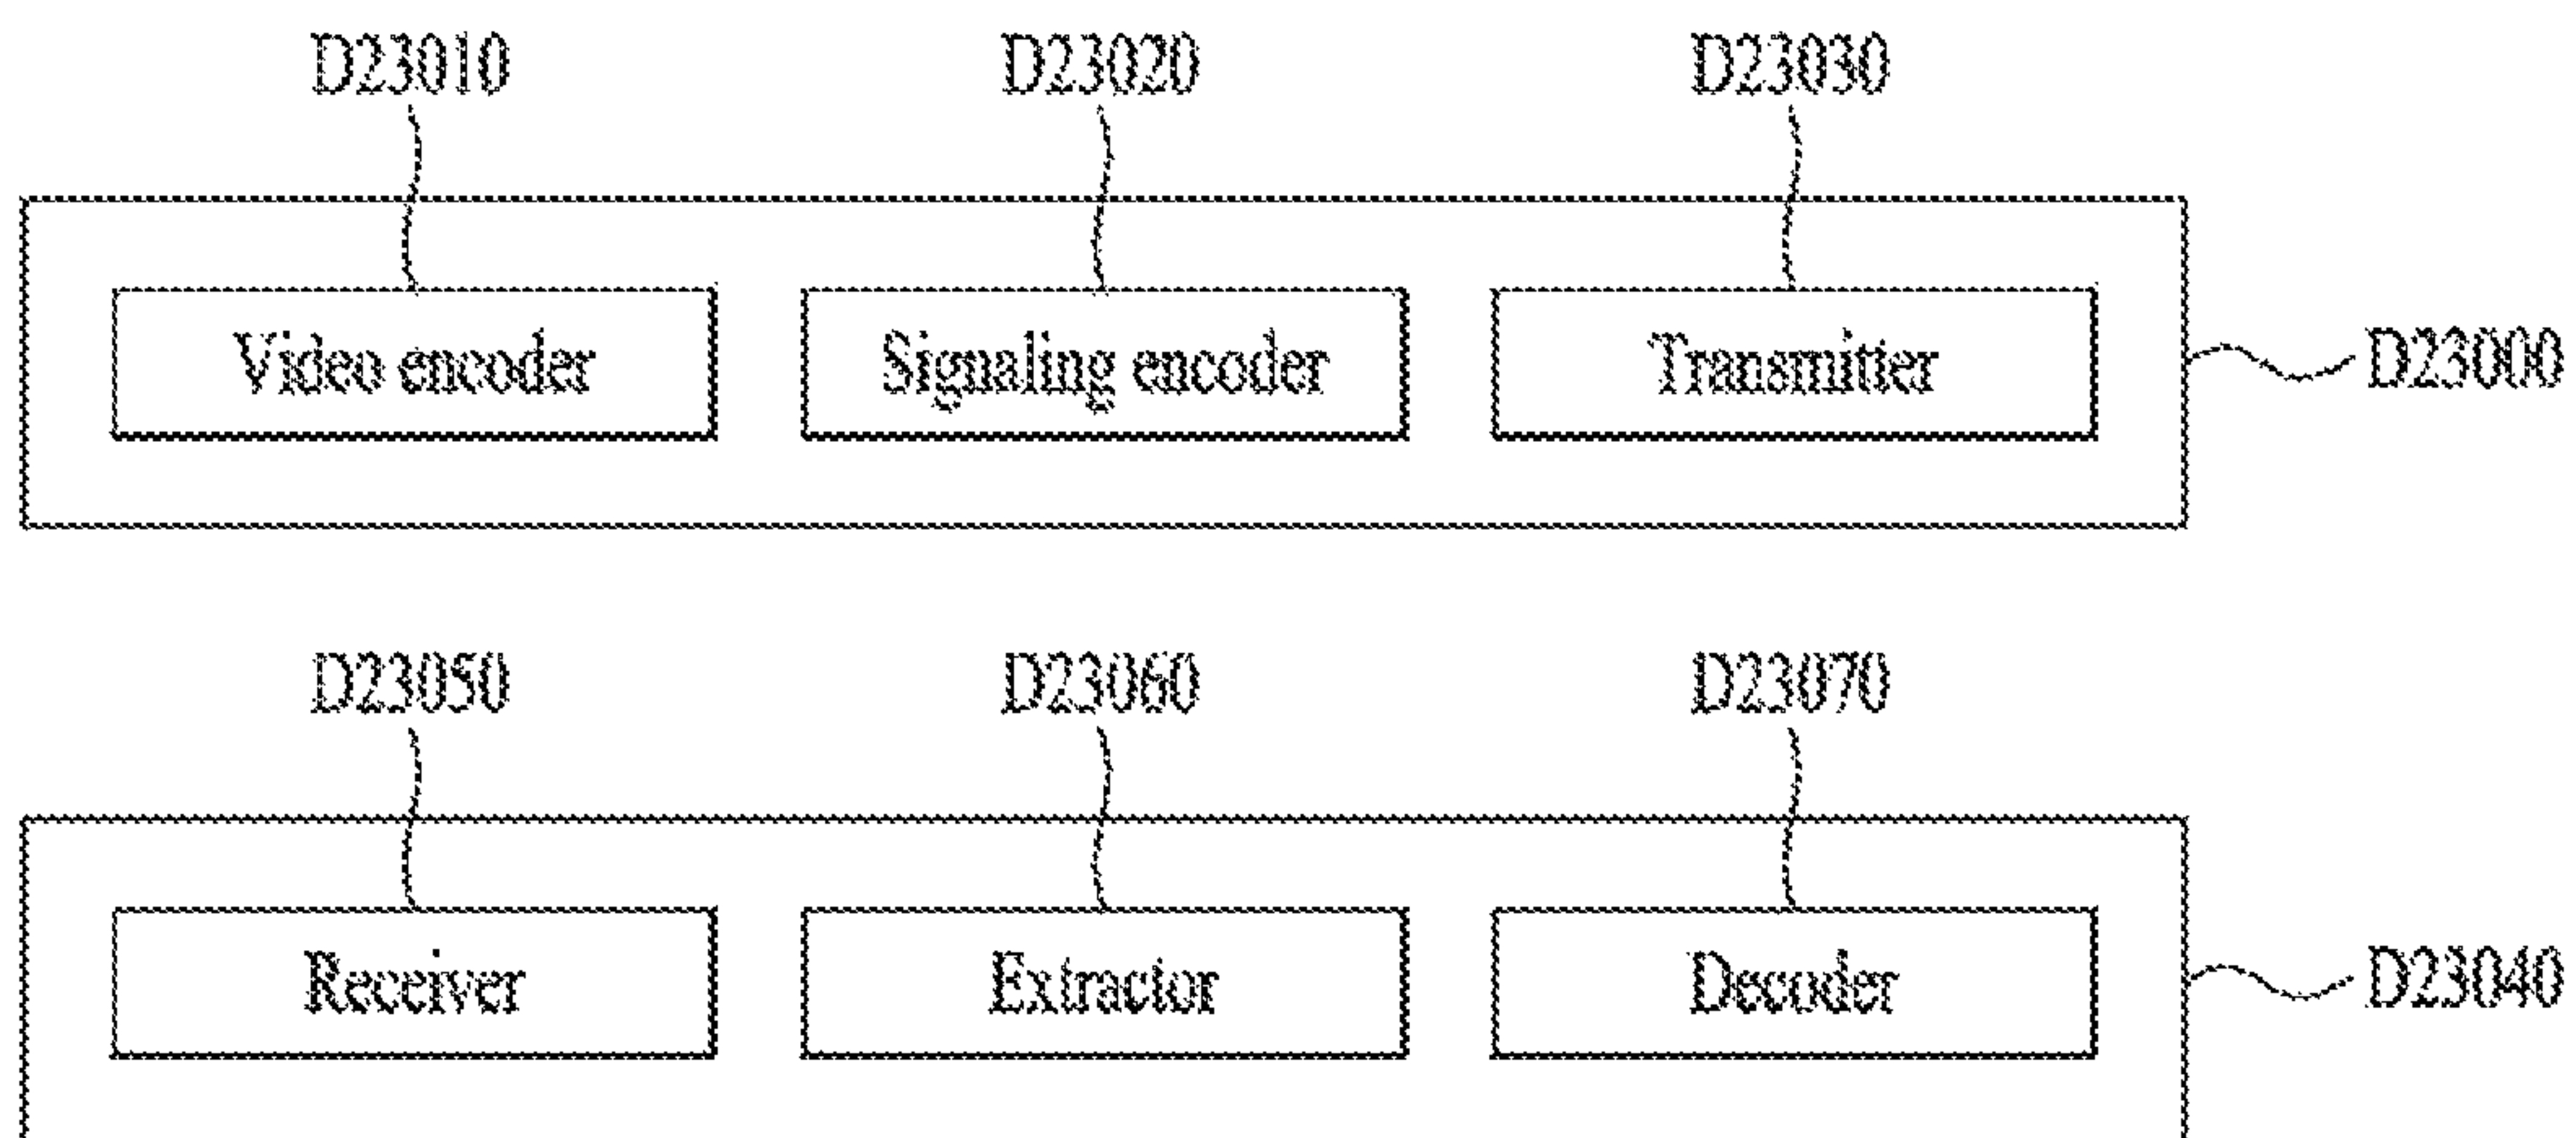 D23010 D23020 D23030
Video encoder Signaling encoder Transmitter D23000
D23050 D23060 D23070
Receiver Extractor Decoder D23040